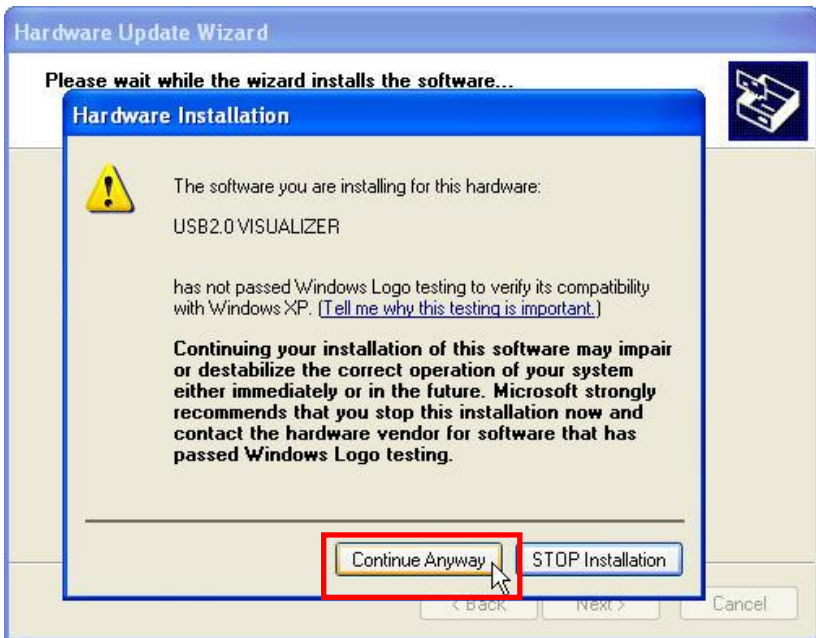 Hardware Update Wizard
Please wait while the wizard installs the software...
Hardware Installation
The software you are installing for this hardware:
USB2.0 VISUALIZER
has not passed Windows Logo testing to verify its compatibility
with Windows XP. (Tell me why this testing is important.)
Continuing your installation of this software may impair
or destabilize the correct operation of your system
either immediately or in the future. Microsoft strongly
recommends that you stop this installation now and
contact the hardware vendor for software that has
passed Windows Logo testing.
Continue Anyway STOP Installation
< Back Next > Cancel